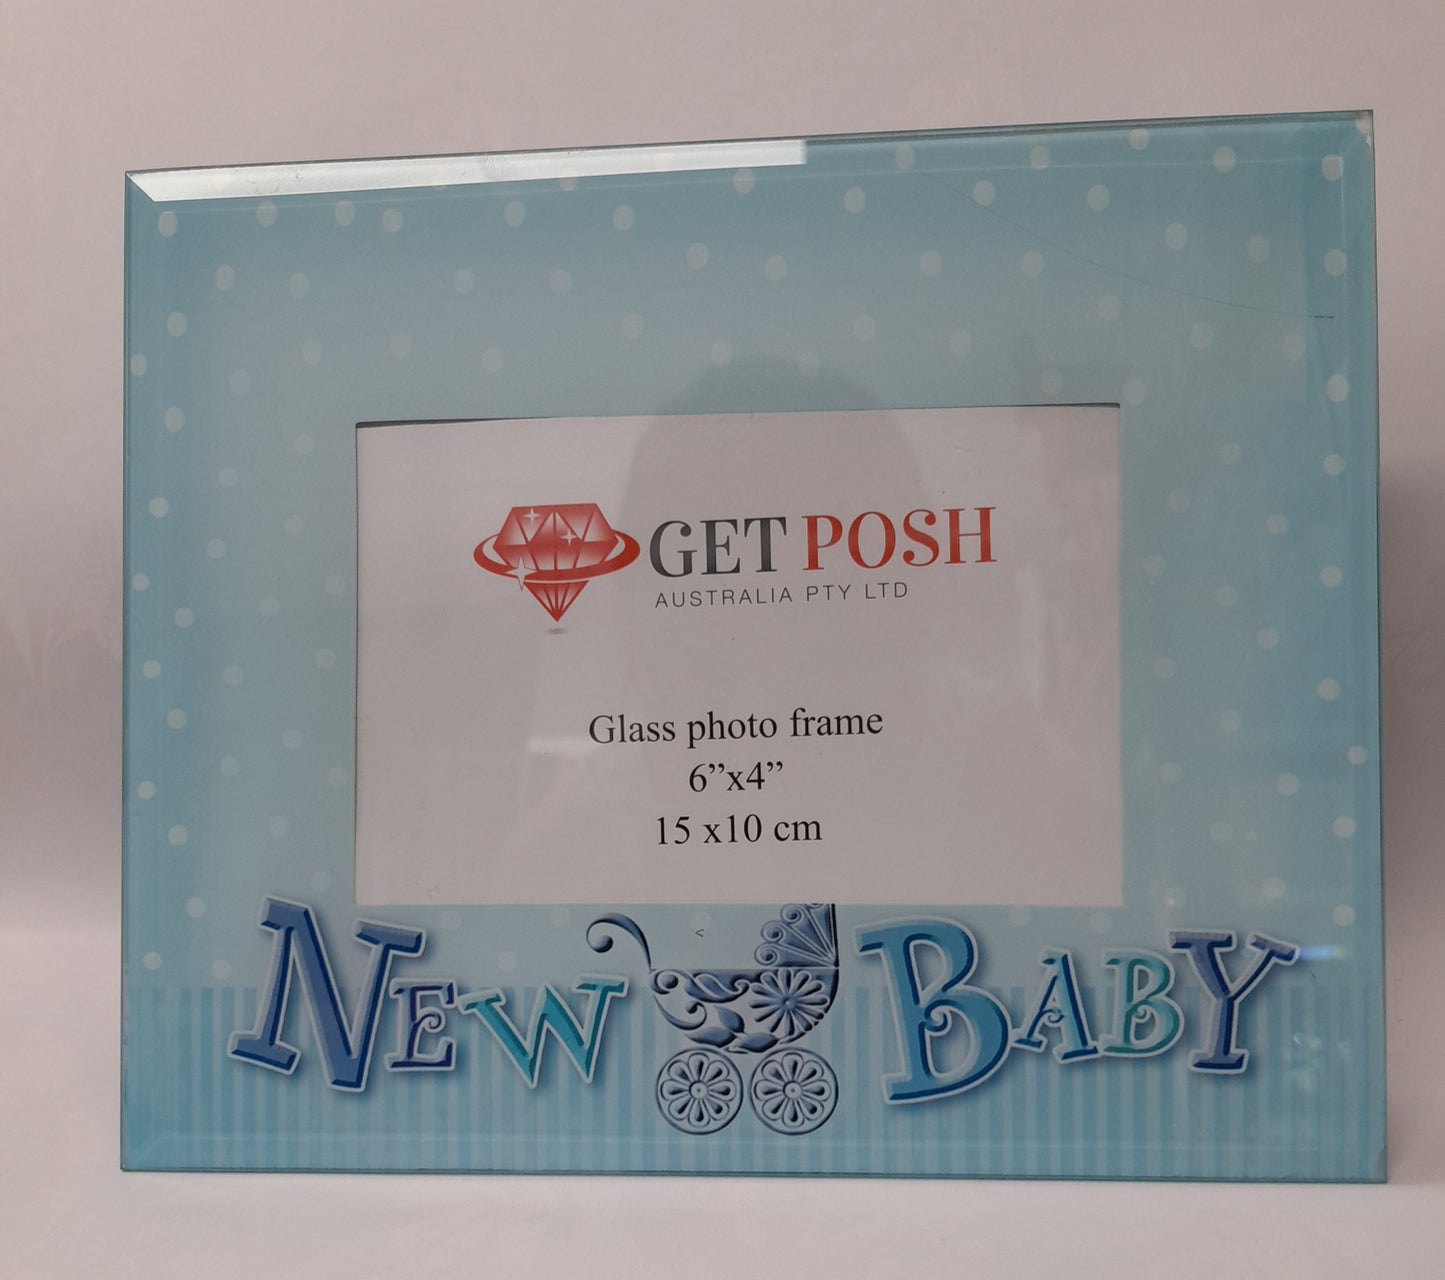 GET POSH
AUSTRALIA PTY LTD
Glass photo frame
6”x4”
15 x10 cm
NEW BABY